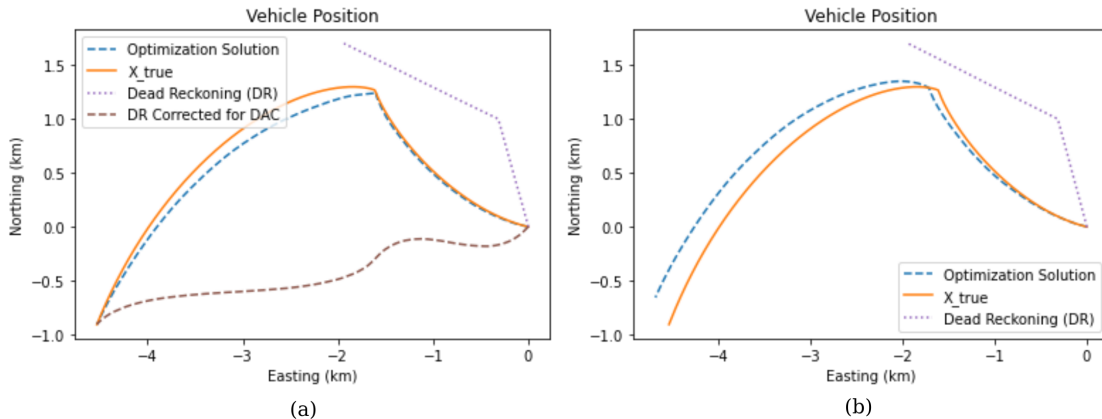 Vehicle Position
Optimization Solution
X_true
Dead Reckoning (DR)
DR Corrected for DAC
1.5
1.0
0.5
0.0
−0.5
−1.0
Northing (km)
−4
−3
−2
−1
0
Easting (km)
(a)
Vehicle Position
1.5
1.0
0.5
0.0
−0.5
−1.0
Northing (km)
Optimization Solution
X_true
Dead Reckoning (DR)
−4
−3
−2
−1
0
Easting (km)
(b)